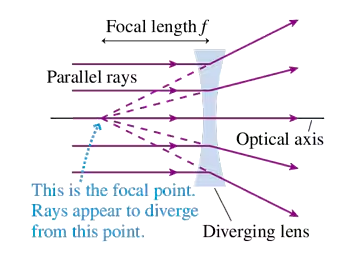 Focal length f
Parallel rays
Optical axis
This is the focal point.
Rays appear to diverge
from this point.
Diverging lens